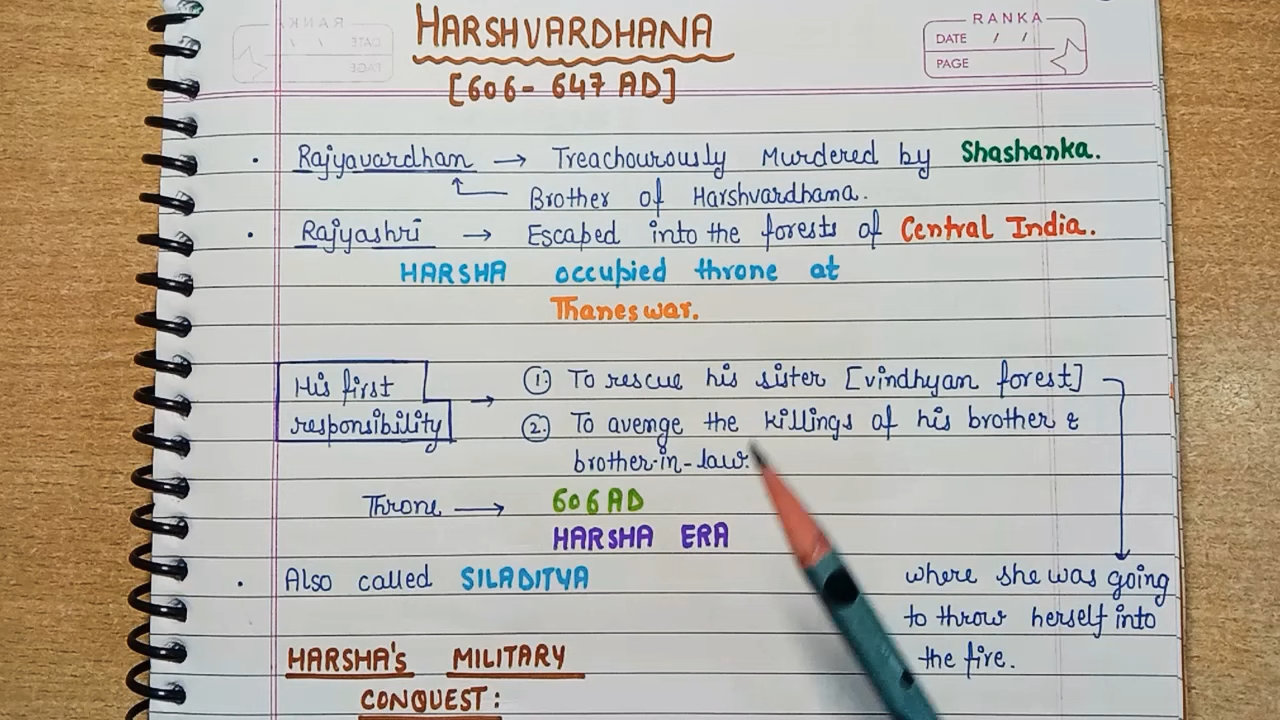 RANKA
DATE / /
PAGE
HARSHVARDHANA
[606 - 647 AD]
• Rajyavardhan → Treachourously Murdered by Shashanka.
Brother of Harshvardhana.
• Rajyashri → Escaped into the forests of Central India.
HARSHA occupied throne at
Thaneswar.
His first
responsibility → ① To rescue his sister [vindhyan forest]
② To avenge the killings of his brother &
brother-in-law.
Throne → 606 AD
HARSHA ERA
• Also called SILADITYA
where she was going
to throw herself into
the fire.
HARSHA's MILITARY
CONQUEST: